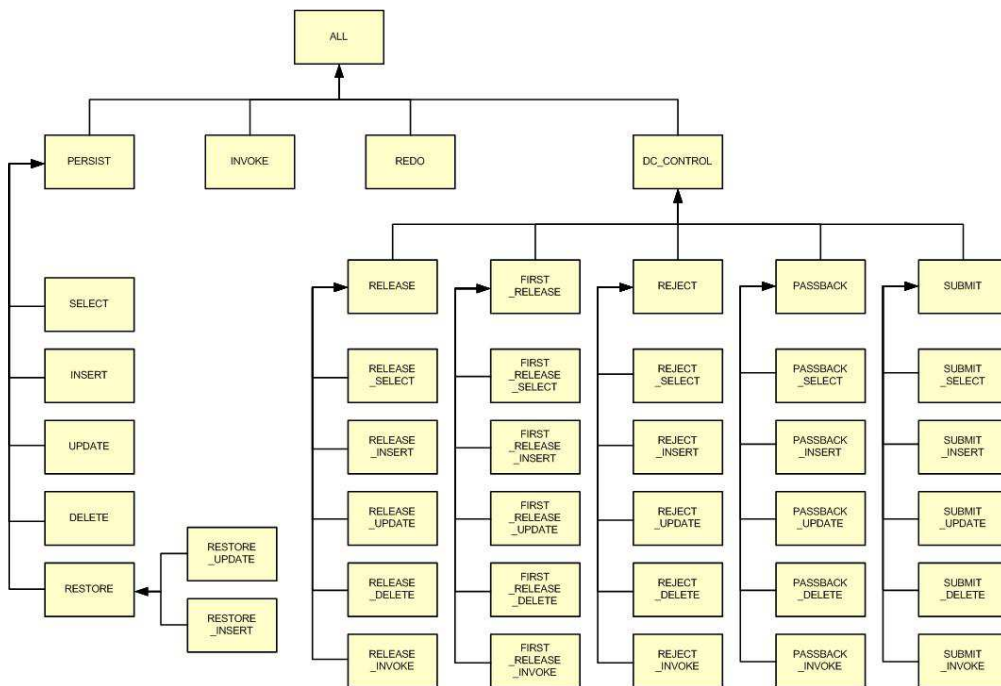 ALL
PERSIST
INVOKE
REDO
DC_CONTROL
RELEASE
FIRST
_RELEASE
REJECT
PASSBACK
SUBMIT
SELECT
INSERT
UPDATE
DELETE
RESTORE
RESTORE
_UPDATE
RESTORE
_INSERT
RELEASE
_SELECT
FIRST
_RELEASE
_SELECT
REJECT
_SELECT
PASSBACK
_SELECT
SUBMIT
_SELECT
RELEASE
_INSERT
FIRST
_RELEASE
_INSERT
REJECT
_INSERT
PASSBACK
_INSERT
SUBMIT
_INSERT
RELEASE
_UPDATE
FIRST
_RELEASE
_UPDATE
REJECT
_UPDATE
PASSBACK
_UPDATE
SUBMIT
_UPDATE
RELEASE
_DELETE
FIRST
_RELEASE
_DELETE
REJECT
_DELETE
PASSBACK
_DELETE
SUBMIT
_DELETE
RELEASE
_INVOKE
FIRST
_RELEASE
_INVOKE
REJECT
_INVOKE
PASSBACK
_INVOKE
SUBMIT
_INVOKE